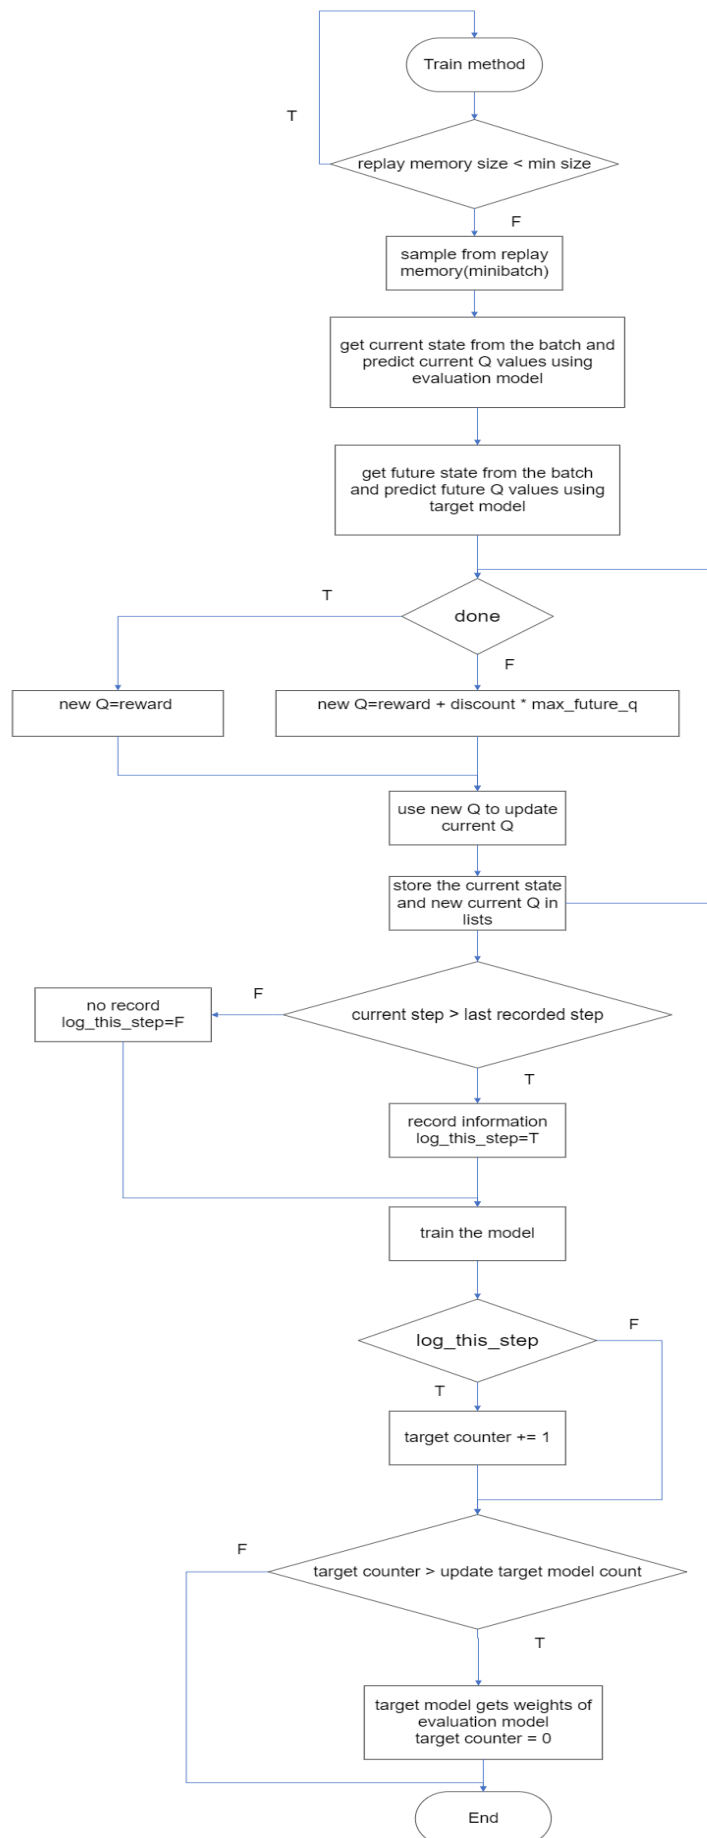 Train method
T
replay memory size < min size
F
sample from replay
memory(minibatch)
get current state from the batch and
predict current Q values using
evaluation model
get future state from the batch
and predict future Q values using
target model
T
done
F
new Q=reward
new Q=reward + discount * max_future_q
use new Q to update
current Q
store the current state
and new current Q in
lists
F
no record
log_this_step=F
current step > last recorded step
T
record information
log_this_step=T
train the model
F
log_this_step
T
target counter += 1
F
target counter > update target model count
T
target model gets weights of
evaluation model
target counter = 0
End